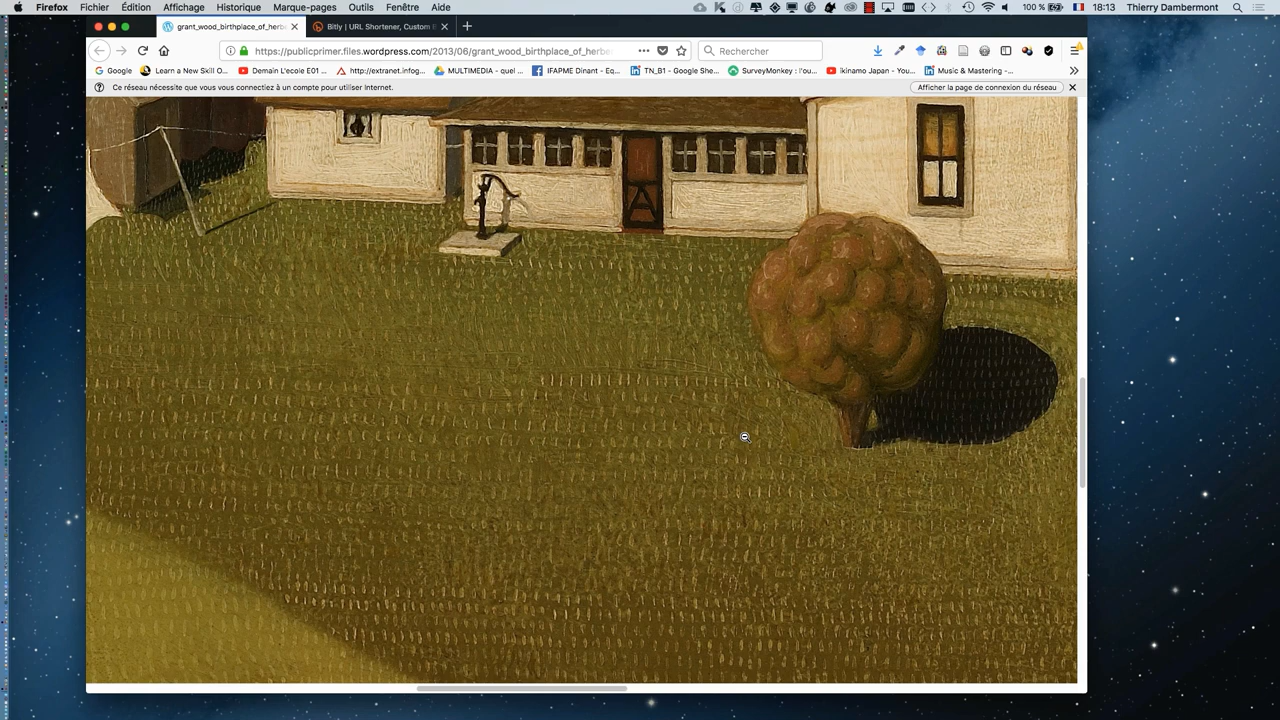 Firefox Fichier Édition Affichage Historique Marque-pages Outils Fenêtre Aide 100 % 18:13 Thierry Dambermont
grant_wood_birthplace_of_herbe Bitly | URL Shortener, Custom B
https://publicprimer.files.wordpress.com/2013/06/grant_wood_birthplace_of_herbe Rechercher
Google Learn a New Skill O... Demain L'ecole E01 ... http://extranet.infog... MULTIMEDIA - quel ... IFAPME Dinant - Eq... TN_B1 - Google She... SurveyMonkey : l'ou... ikinamo Japan - You... Music & Mastering -...
Ce réseau nécessite que vous vous connectiez à un compte pour utiliser Internet. Afficher la page de connexion du réseau